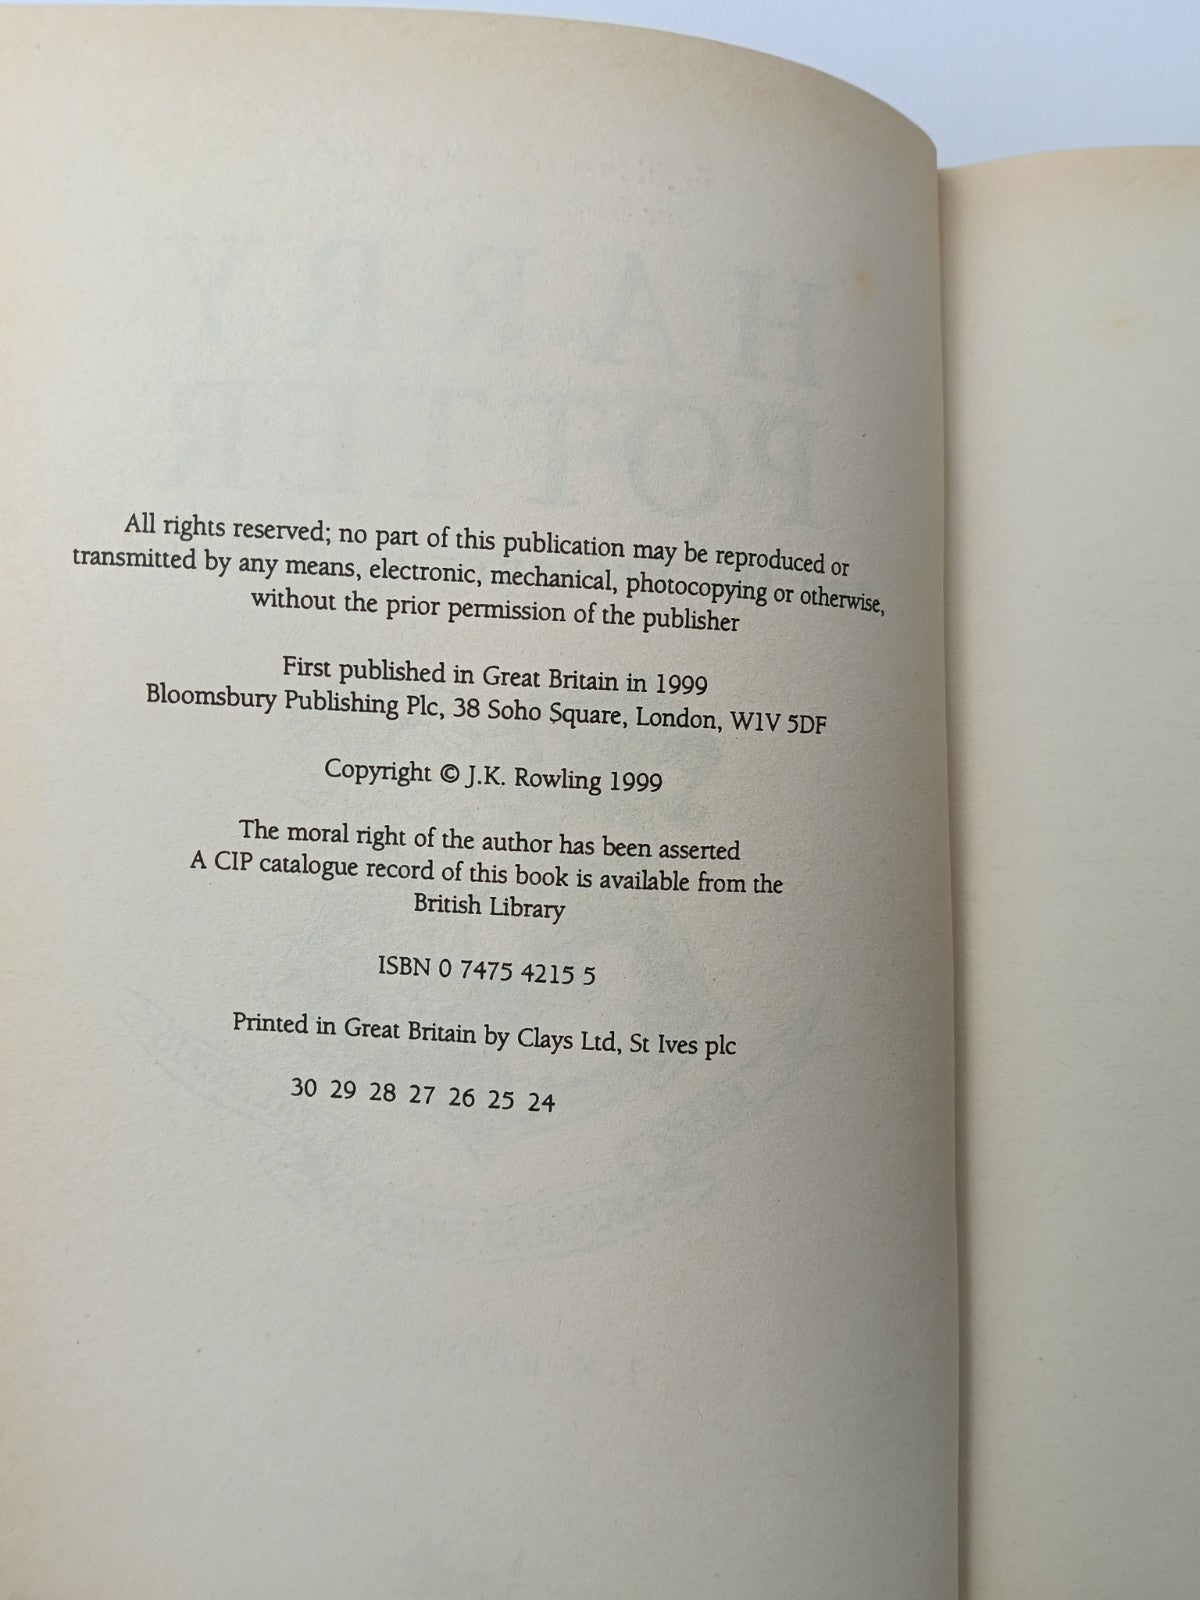 HARRY
POTTER
All rights reserved; no part of this publication may be reproduced or
transmitted by any means, electronic, mechanical, photocopying or otherwise,
without the prior permission of the publisher
First published in Great Britain in 1999
Bloomsbury Publishing Plc, 38 Soho Square, London, W1V 5DF
Copyright © J.K. Rowling 1999
The moral right of the author has been asserted
A CIP catalogue record of this book is available from the
British Library
ISBN 0 7475 4215 5
Printed in Great Britain by Clays Ltd, St Ives plc
30 29 28 27 26 25 24